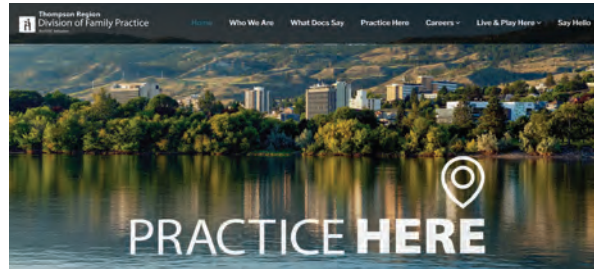 Thompson Region
Division of Family Practice
Home Who We Are What Docs Say Practice Here Careers Live & Play Here Say Hello
PRACTICE HERE